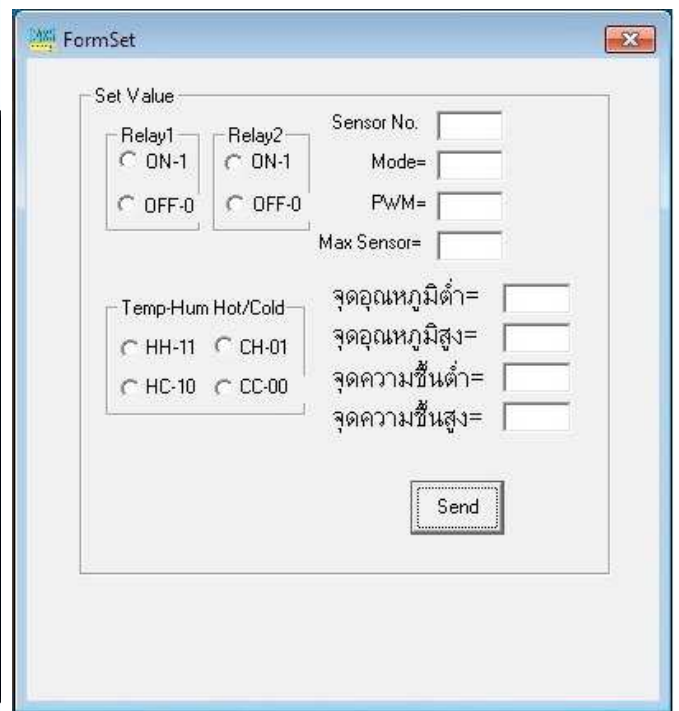 FormSet
Set Value
Relay1
ON-1
OFF-0
Relay2
ON-1
OFF-0
Sensor No.
Mode=
PWM=
Max Sensor=
Temp-Hum Hot/Cold
HH-11 CH-01
HC-10 CC-00
จุดอุณหภูมิต่ำ=
จุดอุณหภูมิสูง=
จุดความชื้นต่ำ=
จุดความชื้นสูง=
Send